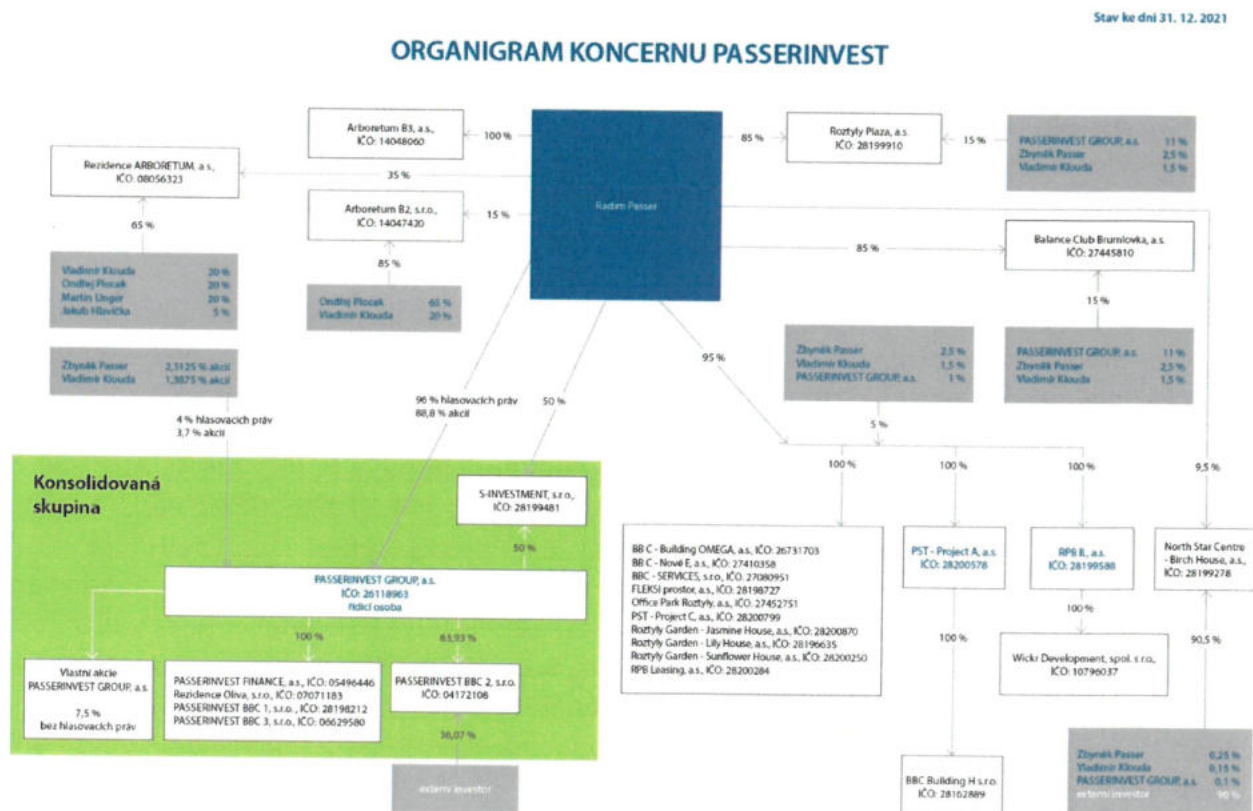 Stav ke dni 31. 12. 2021
ORGANIGRAM KONCERNU PASSERINVEST
Arboretum B3, a.s.,
IČO: 14048060
100 %
Radim Passer
85 %
Roztyly Plaza, a.s.
IČO: 28199910
15 %
PASSERINVEST GROUP, a.s. 11 %
Zbyněk Passer 2,5 %
Vladimír Klouda 1,5 %
Rezidence ARBORETUM, a.s.,
IČO: 08056323
35 %
Arboretum B2, s.r.o.,
IČO: 14047420
15 %
65 %
85 %
85 %
Balance Club Brumlovka, a.s.
IČO: 27445810
15 %
Vladimír Klouda 20 %
Ondřej Plocek 20 %
Martin Unger 20 %
Jakub Hlavička 5 %
Ondřej Plocek 65 %
Vladimír Klouda 20 %
Zbyněk Passer 2,3125 % akcií
Vladimír Klouda 1,3875 % akcií
95 %
Zbyněk Passer 2,5 %
Vladimír Klouda 1,5 %
PASSERINVEST GROUP, a.s. 1 %
PASSERINVEST GROUP, a.s. 11 %
Zbyněk Passer 2,5 %
Vladimír Klouda 1,5 %
4 % hlasovacích práv
3,7 % akcií
96 % hlasovacích práv
88,8 % akcií
50 %
5 %
100 %
100 %
100 %
9,5 %
Konsolidovaná
skupina
S-INVESTMENT, s.r.o.,
IČO: 28199481
50 %
PASSERINVEST GROUP, a.s.
IČO: 26118963
řídicí osoba
100 %
63,93 %
Vlastní akcie
PASSERINVEST GROUP, a.s.
7,5 %
bez hlasovacích práv
PASSERINVEST FINANCE, a.s., IČO: 05496446
Rezidence Oliva, s.r.o., IČO: 07071183
PASSERINVEST BBC 1, s.r.o., IČO: 28198212
PASSERINVEST BBC 3, s.r.o., IČO: 06629580
PASSERINVEST BBC 2, s.r.o.
IČO: 04172108
36,07 %
externí investor
BB C - Building OMEGA, a.s., IČO: 26731703
BB C - Nové E, a.s., IČO: 27410358
BBC - SERVICES, s.r.o., IČO: 27080951
FLEKSI prostor, a.s., IČO: 28198727
Office Park Roztyly, a.s., IČO: 27452751
PST - Project C, a.s., IČO: 28200799
Roztyly Garden - Jasmine House, a.s., IČO: 28200870
Roztyly Garden - Lily House, a.s., IČO: 28196635
Roztyly Garden - Sunflower House, a.s., IČO: 28200250
RPB Leasing, a.s., IČO: 28200284
PST - Project A, a.s.
IČO: 28200578
100 %
BBC Building H s.r.o.
IČO: 28162889
RPB II., a.s.
IČO: 28199588
100 %
Wickr Development, spol. s.r.o.,
IČO: 10796037
North Star Centre
- Birch House, a.s.,
IČO: 28199278
90,5 %
Zbyněk Passer 0,25 %
Vladimír Klouda 0,15 %
PASSERINVEST GROUP, a.s. 0,1 %
externí investor 90 %